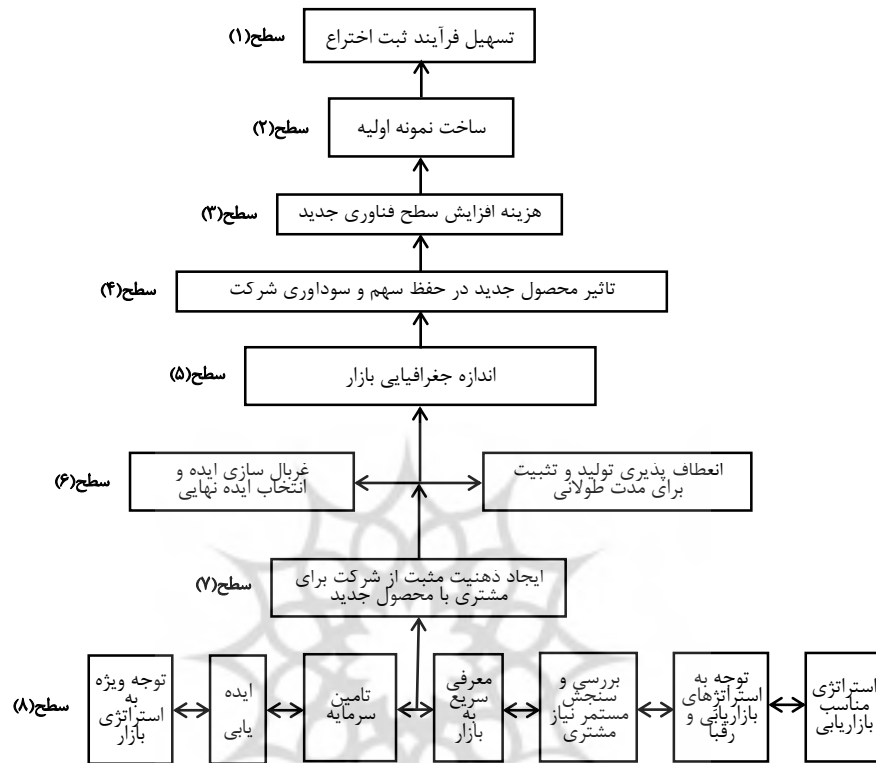 تسهیل فرآیند ثبت اختراع
سطح(۱)
ساخت نمونه اولیه
سطح(۲)
هزینه افزایش سطح فناوری جدید
سطح(۳)
تاثیر محصول جدید در حفظ سهم و سوداوری شرکت
سطح(۴)
اندازه جغرافیایی بازار
سطح(۵)
انعطاف پذیری تولید و تثبیت
برای مدت طولانی
غربال سازی ایده و
انتخاب ایده نهایی
سطح(۶)
ایجاد ذهنیت مثبت از شرکت برای
مشتری با محصول جدید
سطح(۷)
استراتژی
مناسب
بازاریابی
توجه به
استراتژهای
بازاریابی و
رقبا
بررسی و
سنجش
مستمر نیاز
مشتری
معرفی
سریع
به
بازار
تامین
سرمایه
ایده
یابی
توجه ویژه
به
استراتژی
بازار
سطح(۸)